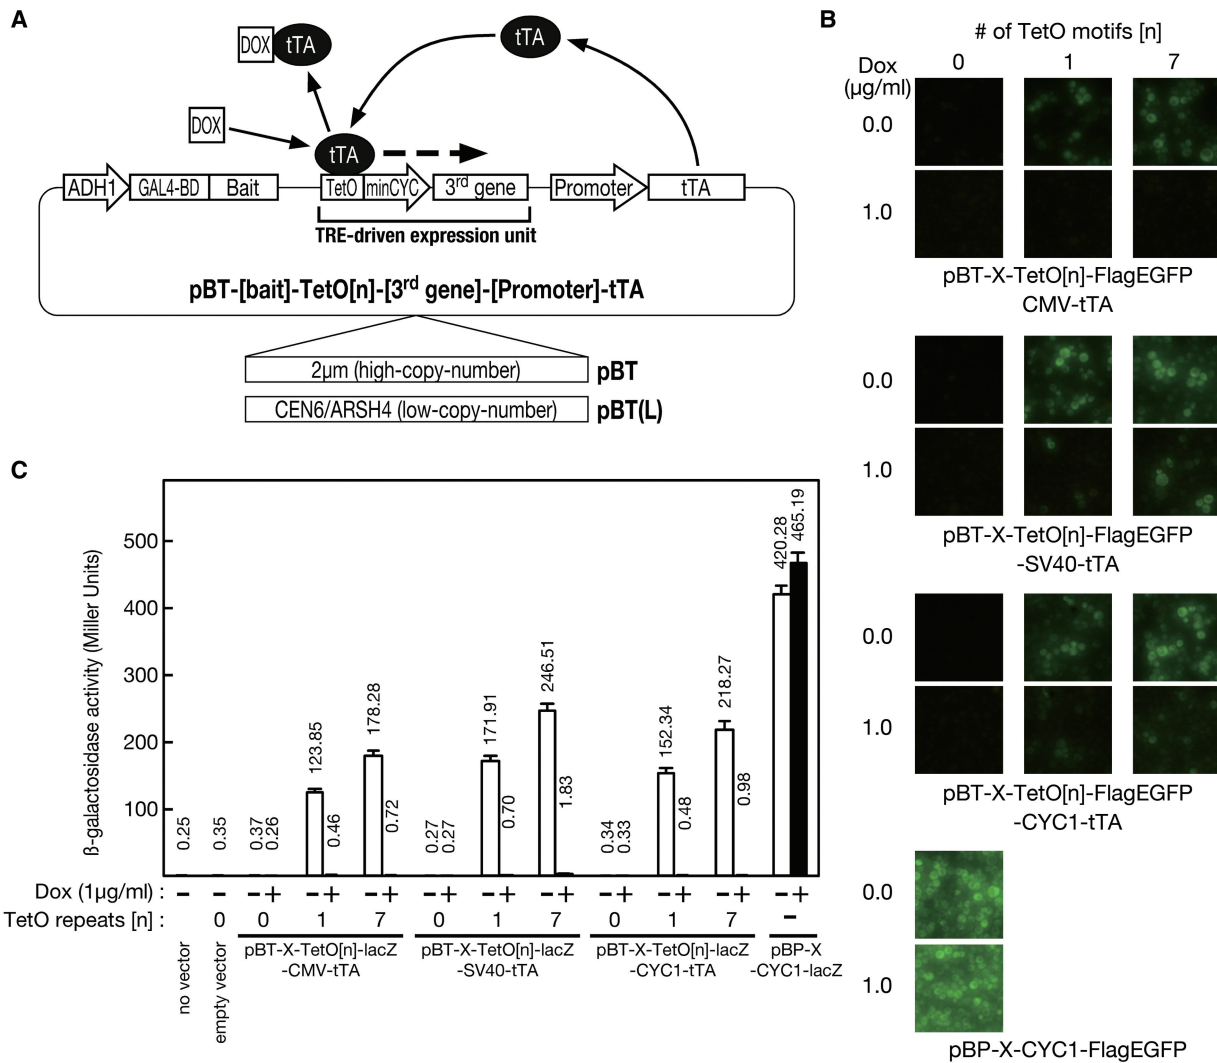 A
DOX
tTA
tTA
DOX
tTA
ADH1
GAL4-BD
Bait
TetO
minCYC
3rd gene
Promoter
tTA
TRE-driven expression unit
pBT-[bait]-TetO[n]-[3rd gene]-[Promoter]-tTA
2µm (high-copy-number)
pBT
CEN6/ARSH4 (low-copy-number)
pBT(L)
B
# of TetO motifs [n]
Dox
(µg/ml)
0 1 7
0.0
1.0
pBT-X-TetO[n]-FlagEGFP
CMV-tTA
0.0
1.0
pBT-X-TetO[n]-FlagEGFP
-SV40-tTA
0.0
1.0
pBT-X-TetO[n]-FlagEGFP
-CYC1-tTA
0.0
1.0
pBP-X-CYC1-FlagEGFP
C
ß-galactosidase activity (Miller Units)
500
400
300
200
100
0.25
0.35
0.37
0.26
123.85
0.46
178.28
0.72
0.27
0.27
171.91
0.70
246.51
1.83
0.34
0.33
152.34
0.48
218.27
0.98
420.28
465.19
Dox (1µg/ml) : − − − + − + − + − + − + − + − + − + − + − +
TetO repeats [n] : 0 0 1 7 0 1 7 0 1 7 −
no vector
empty vector
pBT-X-TetO[n]-lacZ
-CMV-tTA
pBT-X-TetO[n]-lacZ
-SV40-tTA
pBT-X-TetO[n]-lacZ
-CYC1-tTA
pBP-X
-CYC1-lacZ